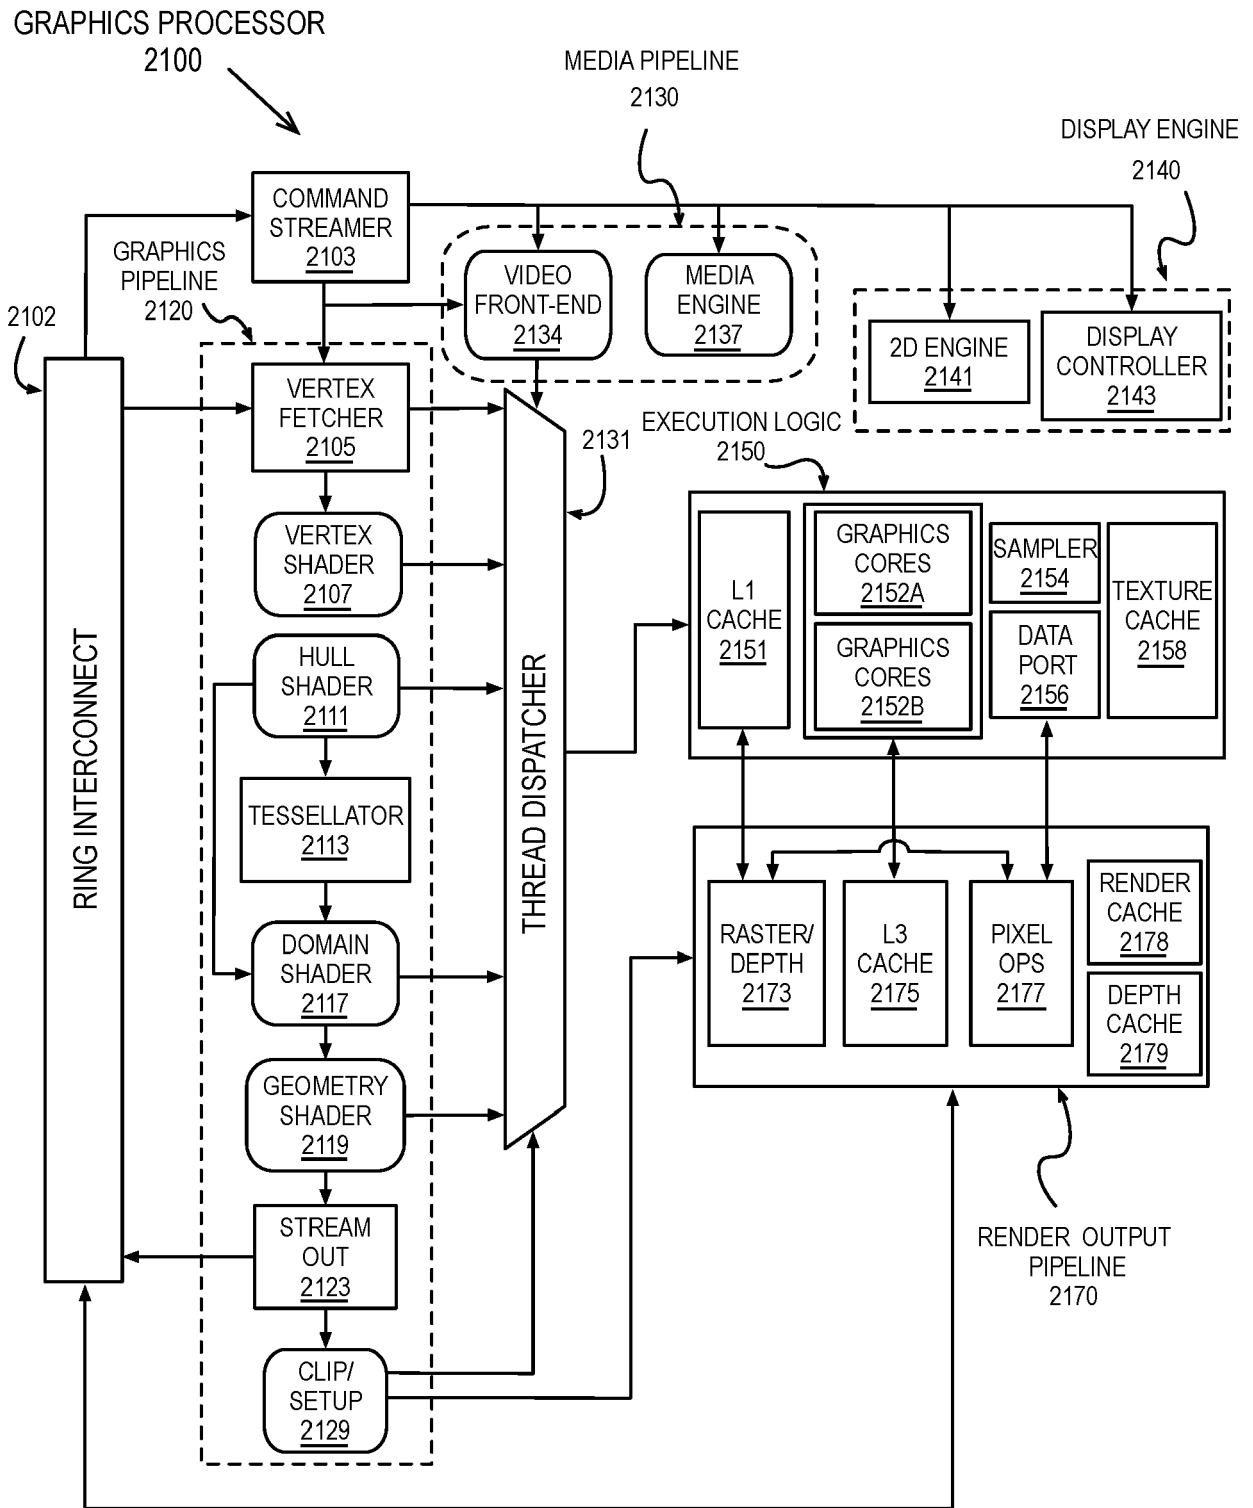 GRAPHICS PROCESSOR
2100
MEDIA PIPELINE
2130
DISPLAY ENGINE
2140
COMMAND
STREAMER
2103
GRAPHICS
PIPELINE
2120
VIDEO
FRONT-END
2134
MEDIA
ENGINE
2137
2D ENGINE
2141
DISPLAY
CONTROLLER
2143
2102
RING INTERCONNECT
VERTEX
FETCHER
2105
VERTEX
SHADER
2107
HULL
SHADER
2111
TESSELLATOR
2113
DOMAIN
SHADER
2117
GEOMETRY
SHADER
2119
STREAM
OUT
2123
CLIP/
SETUP
2129
2131
THREAD DISPATCHER
EXECUTION LOGIC
2150
L1
CACHE
2151
GRAPHICS
CORES
2152A
GRAPHICS
CORES
2152B
SAMPLER
2154
DATA
PORT
2156
TEXTURE
CACHE
2158
RASTER/
DEPTH
2173
L3
CACHE
2175
PIXEL
OPS
2177
RENDER
CACHE
2178
DEPTH
CACHE
2179
RENDER OUTPUT
PIPELINE
2170